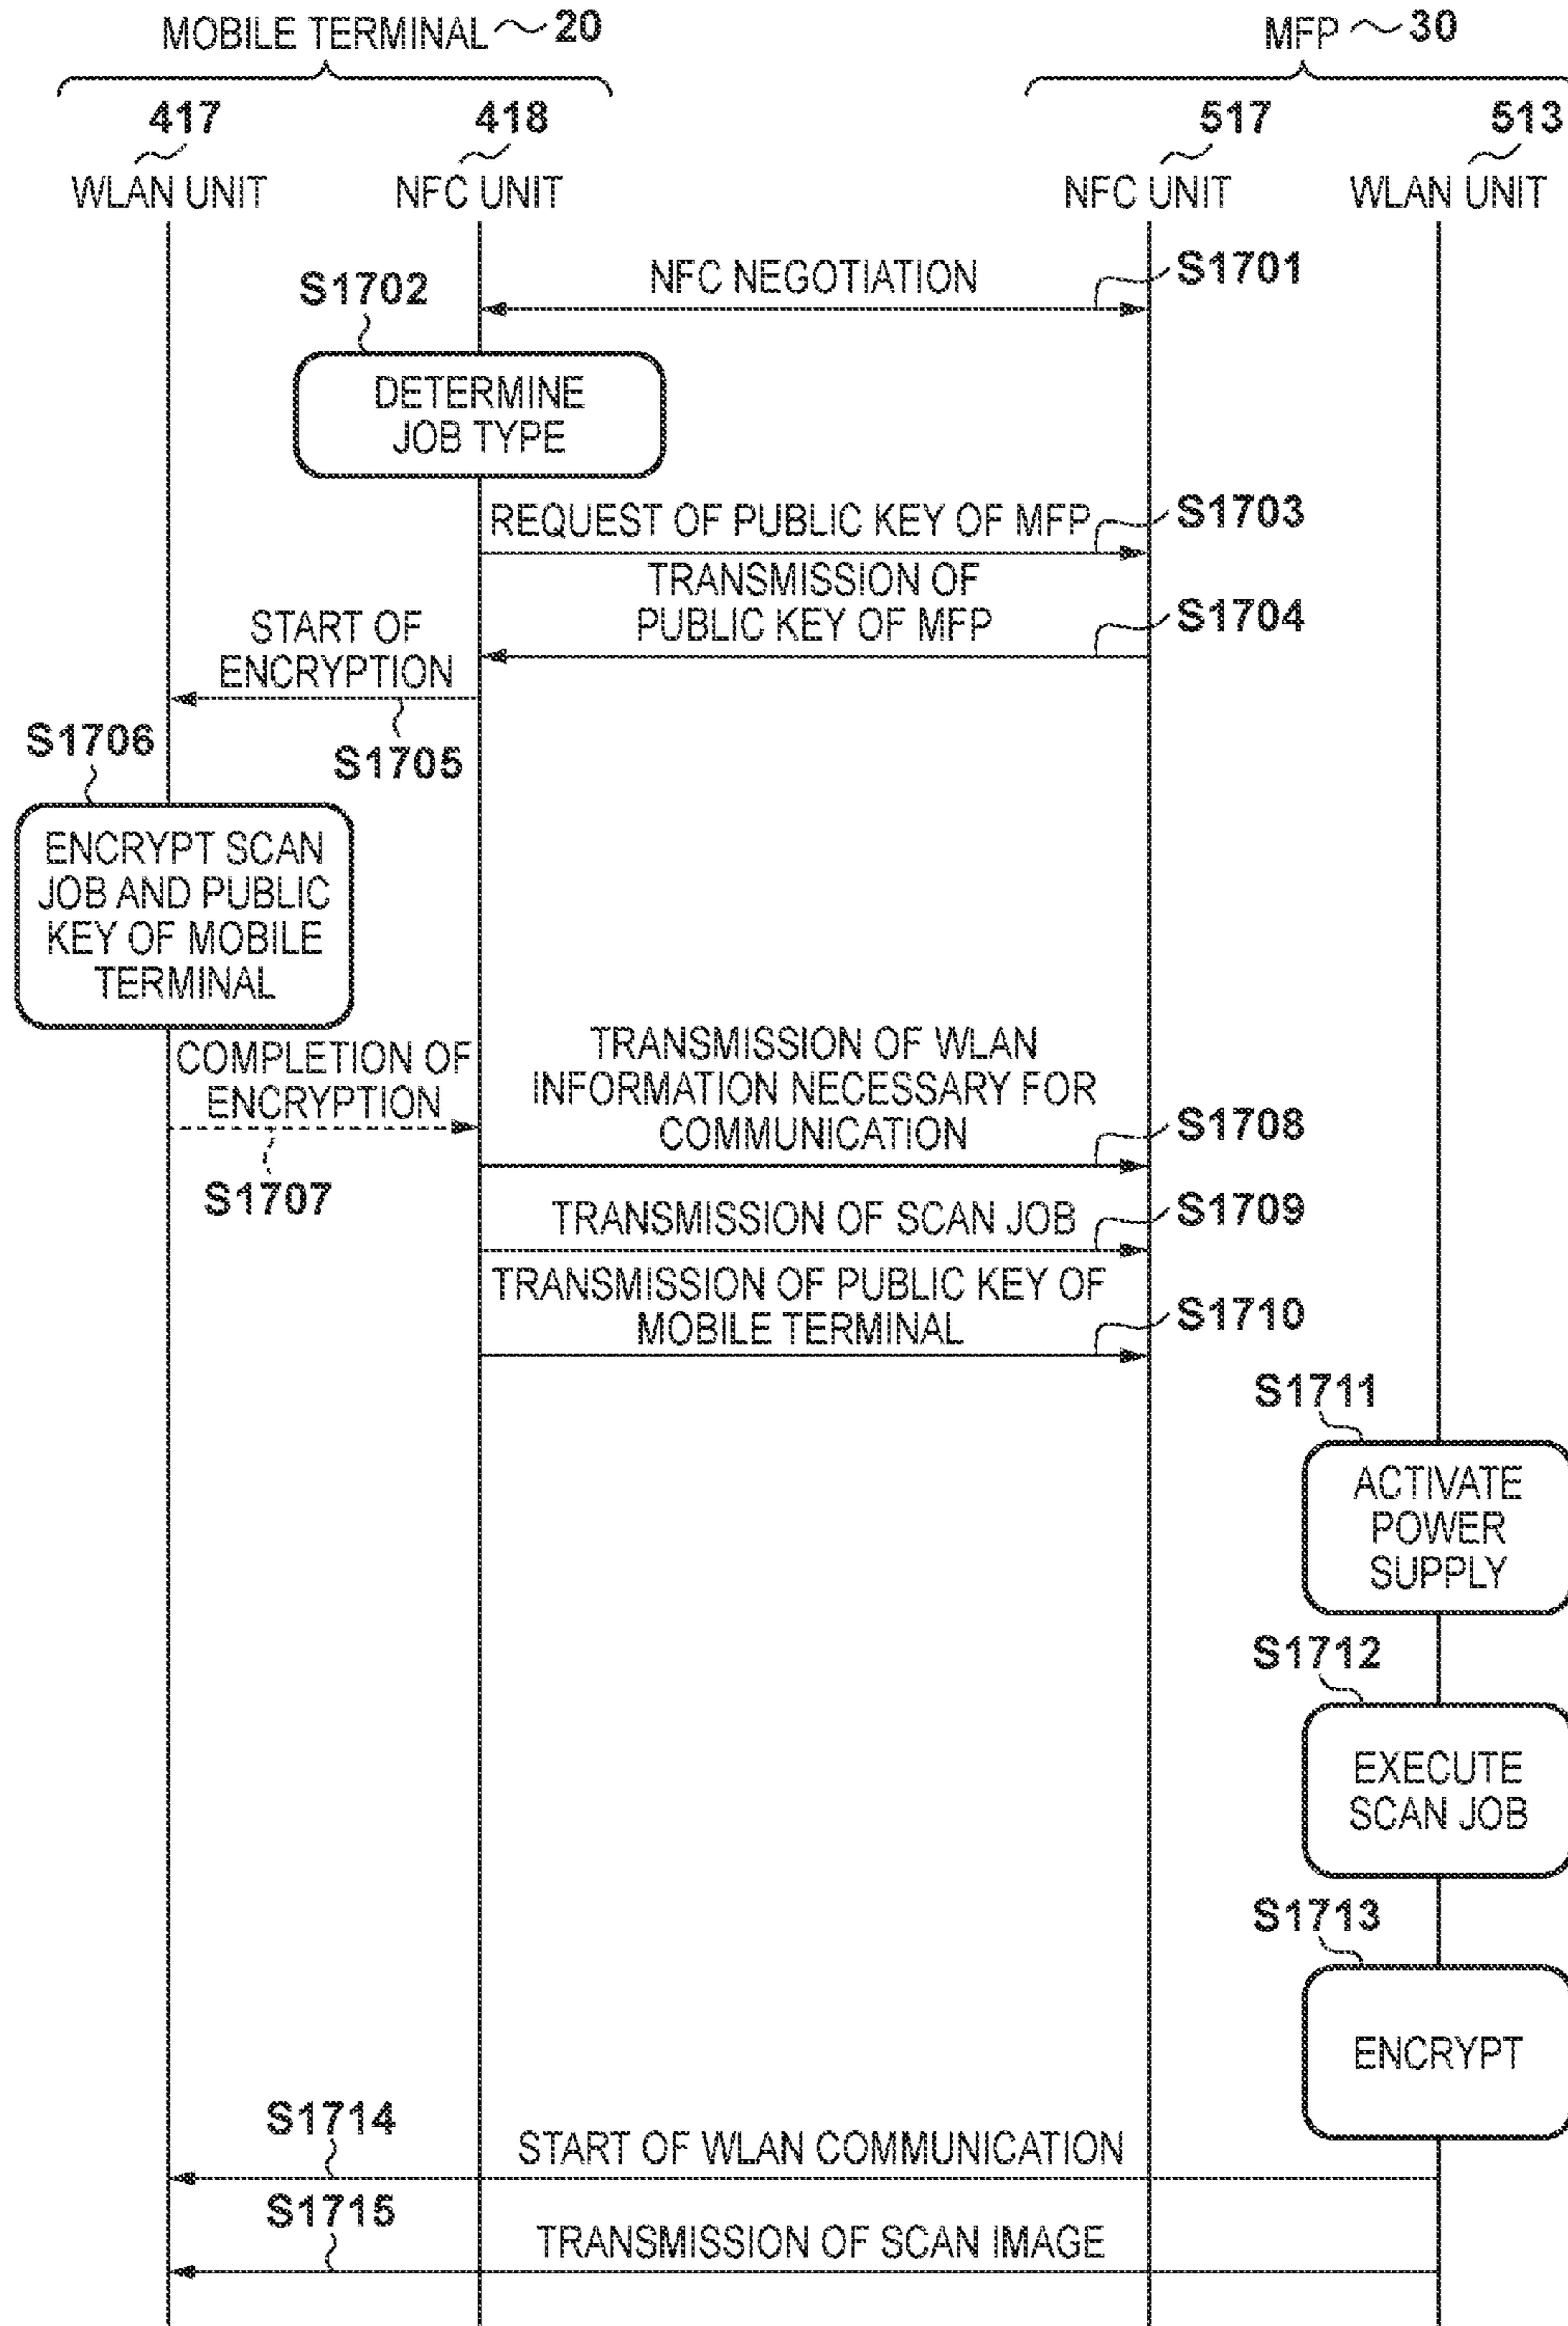 MOBILE TERMINAL 20
MFP 30
417
418
517
513
WLAN UNIT
NFC UNIT
NFC UNIT
WLAN UNIT
NFC NEGOTIATION
S1701
S1702
DETERMINE
JOB TYPE
REQUEST OF PUBLIC KEY OF MFP
S1703
TRANSMISSION OF
PUBLIC KEY OF MFP
S1704
START OF
ENCRYPTION
S1705
S1706
ENCRYPT SCAN
JOB AND PUBLIC
KEY OF MOBILE
TERMINAL
COMPLETION OF
ENCRYPTION
S1707
TRANSMISSION OF WLAN
INFORMATION NECESSARY FOR
COMMUNICATION
S1708
TRANSMISSION OF SCAN JOB
S1709
TRANSMISSION OF PUBLIC KEY OF
MOBILE TERMINAL
S1710
S1711
ACTIVATE
POWER
SUPPLY
S1712
EXECUTE
SCAN JOB
S1713
ENCRYPT
S1714
START OF WLAN COMMUNICATION
S1715
TRANSMISSION OF SCAN IMAGE